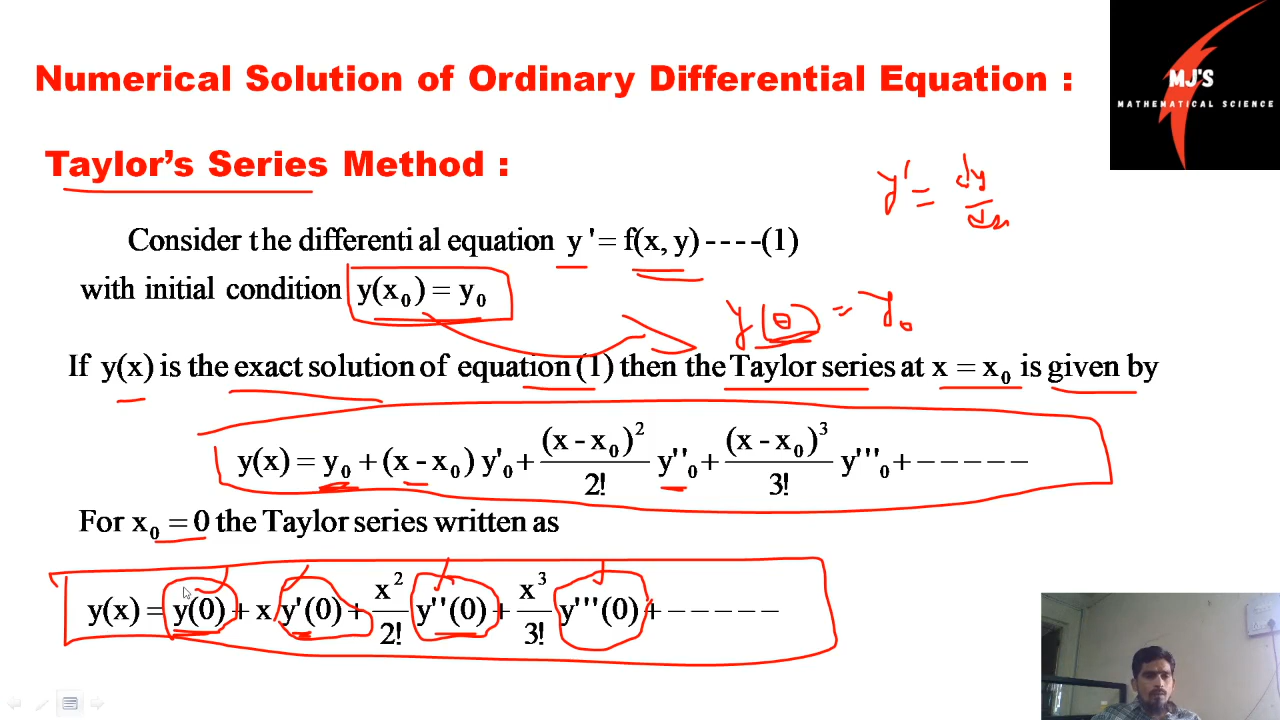 MJ'S
MATHEMATICAL SCIENCE
Numerical Solution of Ordinary Differential Equation :
Taylor's Series Method :
y' = dy/dx
Consider the differenti al equation y ' = f(x, y) - - - -(1)
with initial condition y(x₀) = y₀
y(0) = y₀
If y(x) is the exact solution of equation (1) then the Taylor series at x = x₀ is given by
y(x) = y₀ + (x - x₀) y'₀ + (x - x₀)²/2! y''₀ + (x - x₀)³/3! y'''₀ + − − − − −
For x₀ = 0 the Taylor series written as
y(x) = y(0) + x y'(0) + x²/2! y''(0) + x³/3! y'''(0) + − − − − −